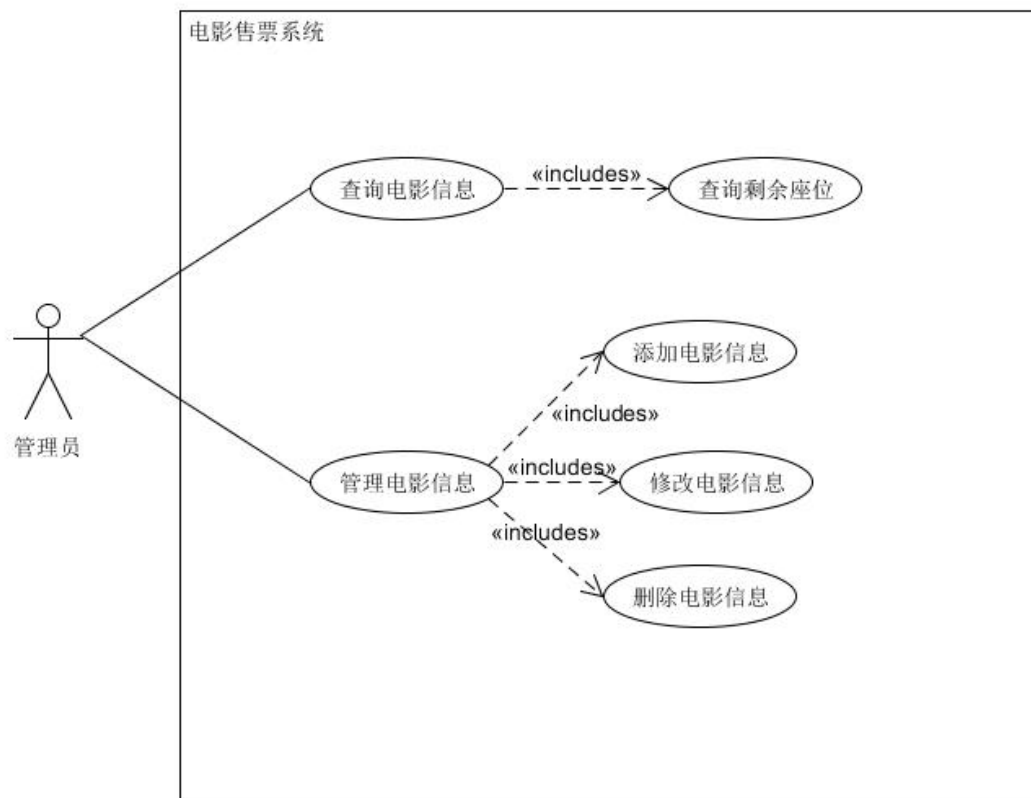 电影售票系统
查询电影信息
«includes»
查询剩余座位
添加电影信息
«includes»
管理员
管理电影信息
«includes»
修改电影信息
«includes»
删除电影信息